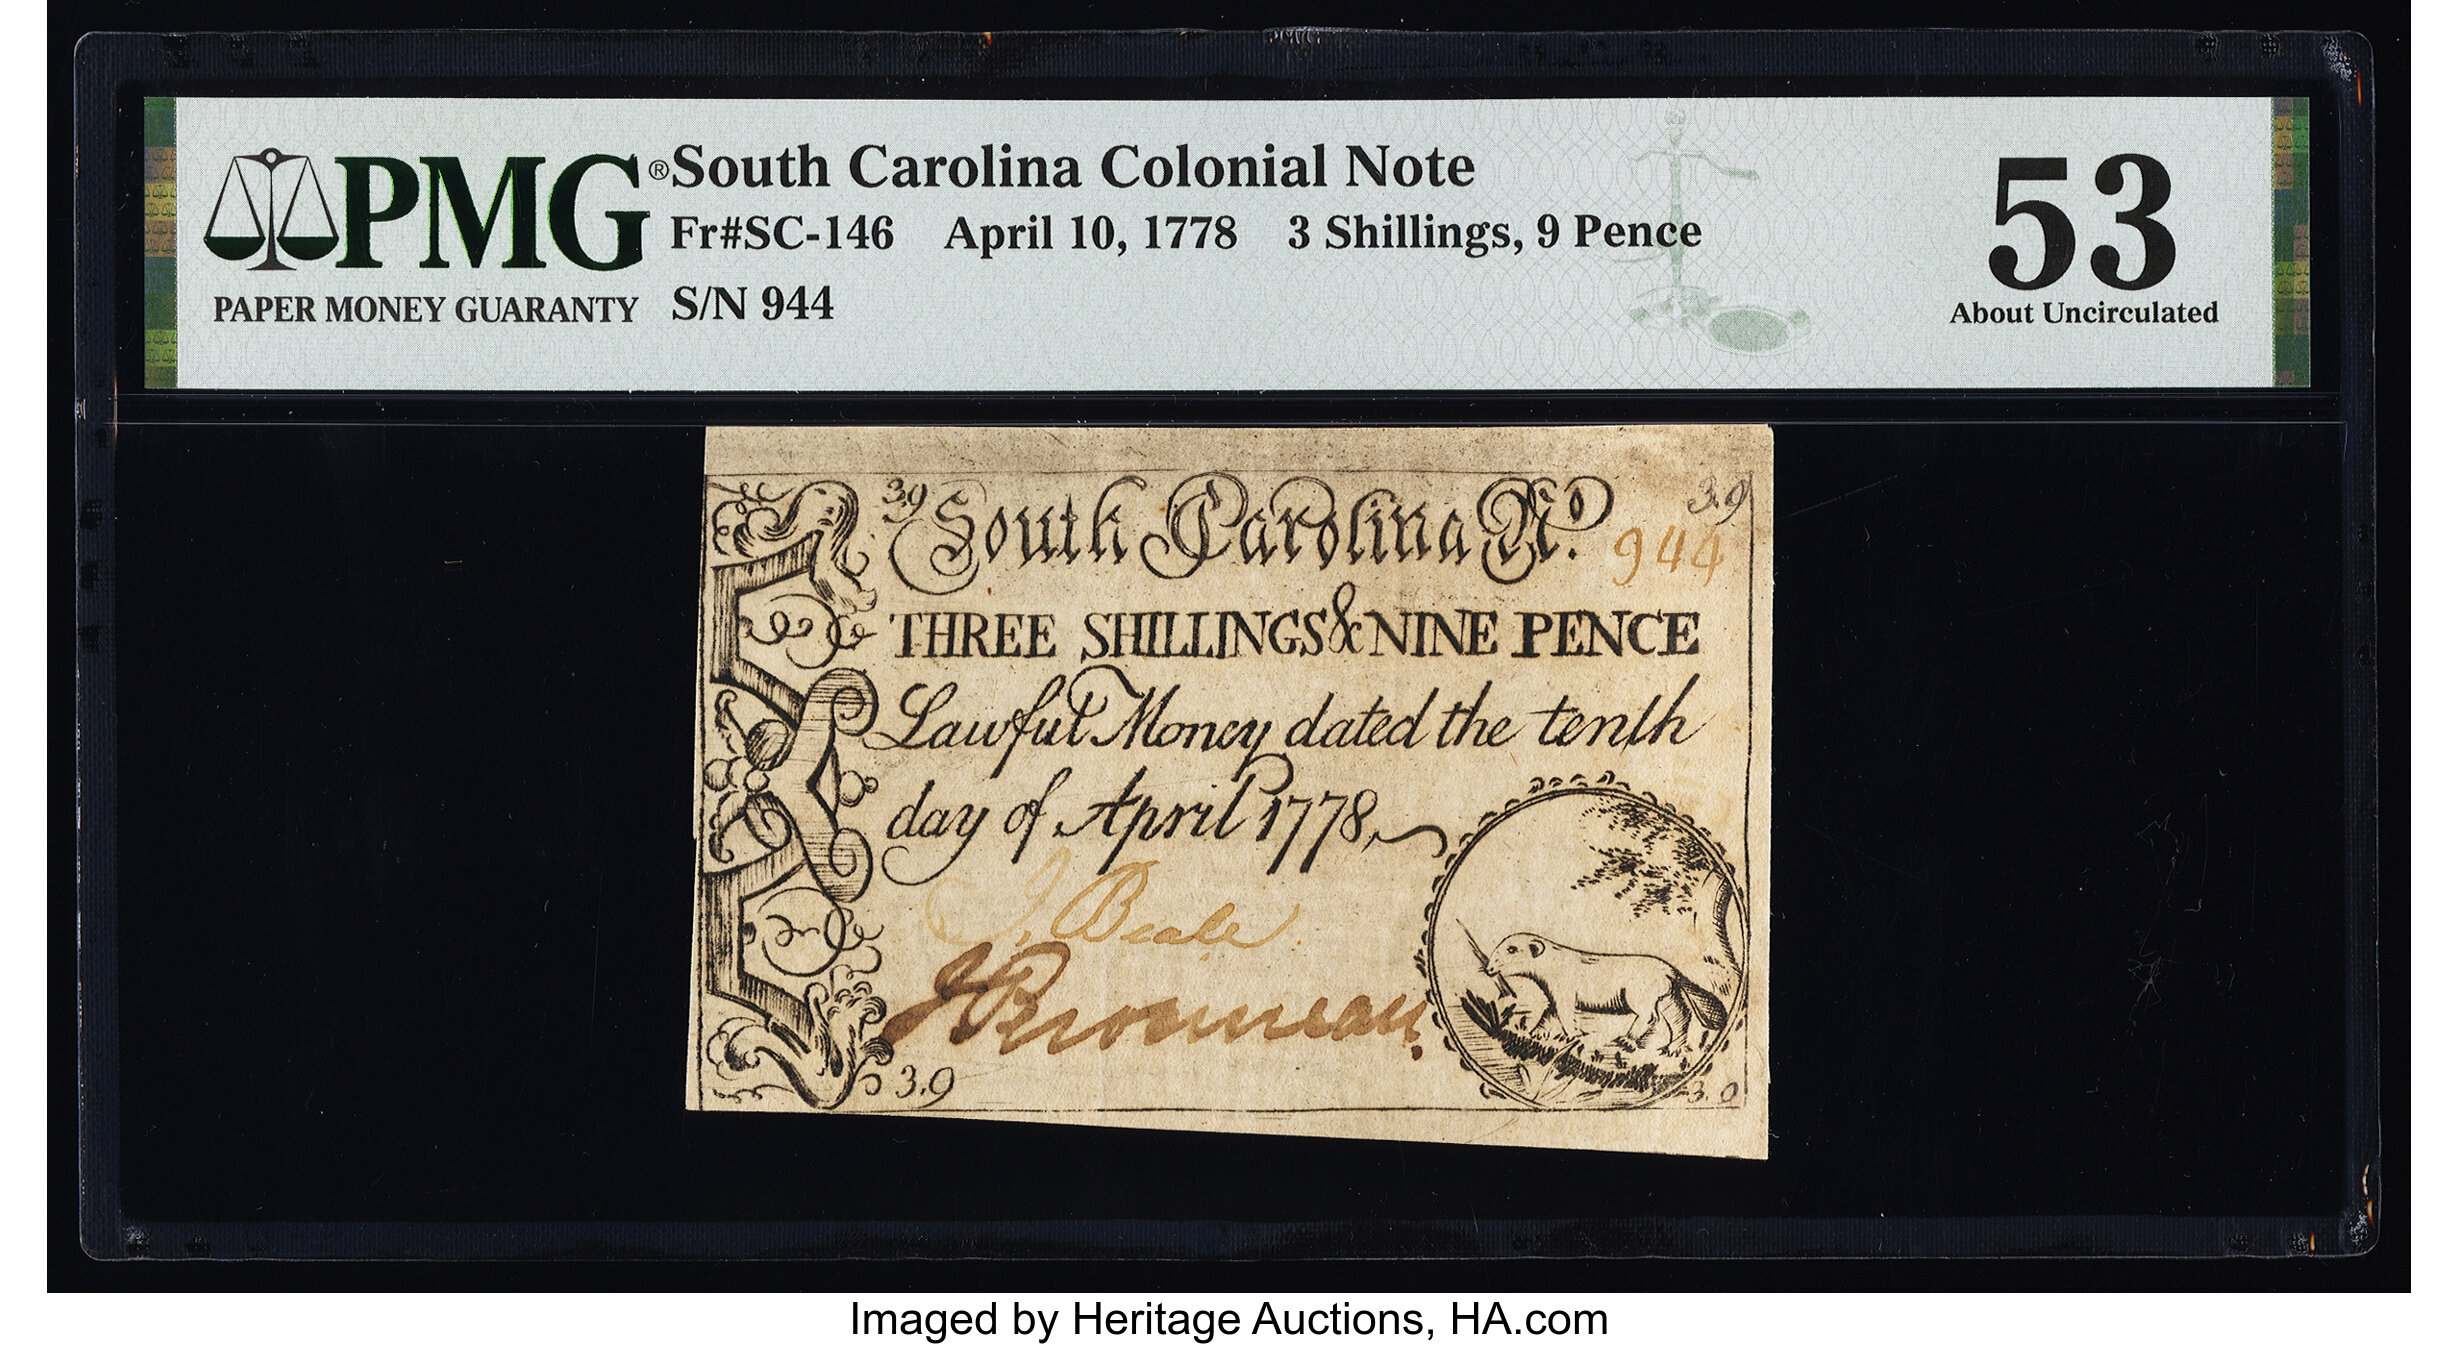 PMG® South Carolina Colonial Note
Fr#SC-146 April 10, 1778 3 Shillings, 9 Pence
PAPER MONEY GUARANTY S/N 944
53
About Uncirculated
3.9 South Carolina No. 3.9
944
THREE SHILLINGS & NINE PENCE
Lawful Money dated the tenth
day of April 1778,
J. Beale
3.9 3.9
Imaged by Heritage Auctions, HA.com